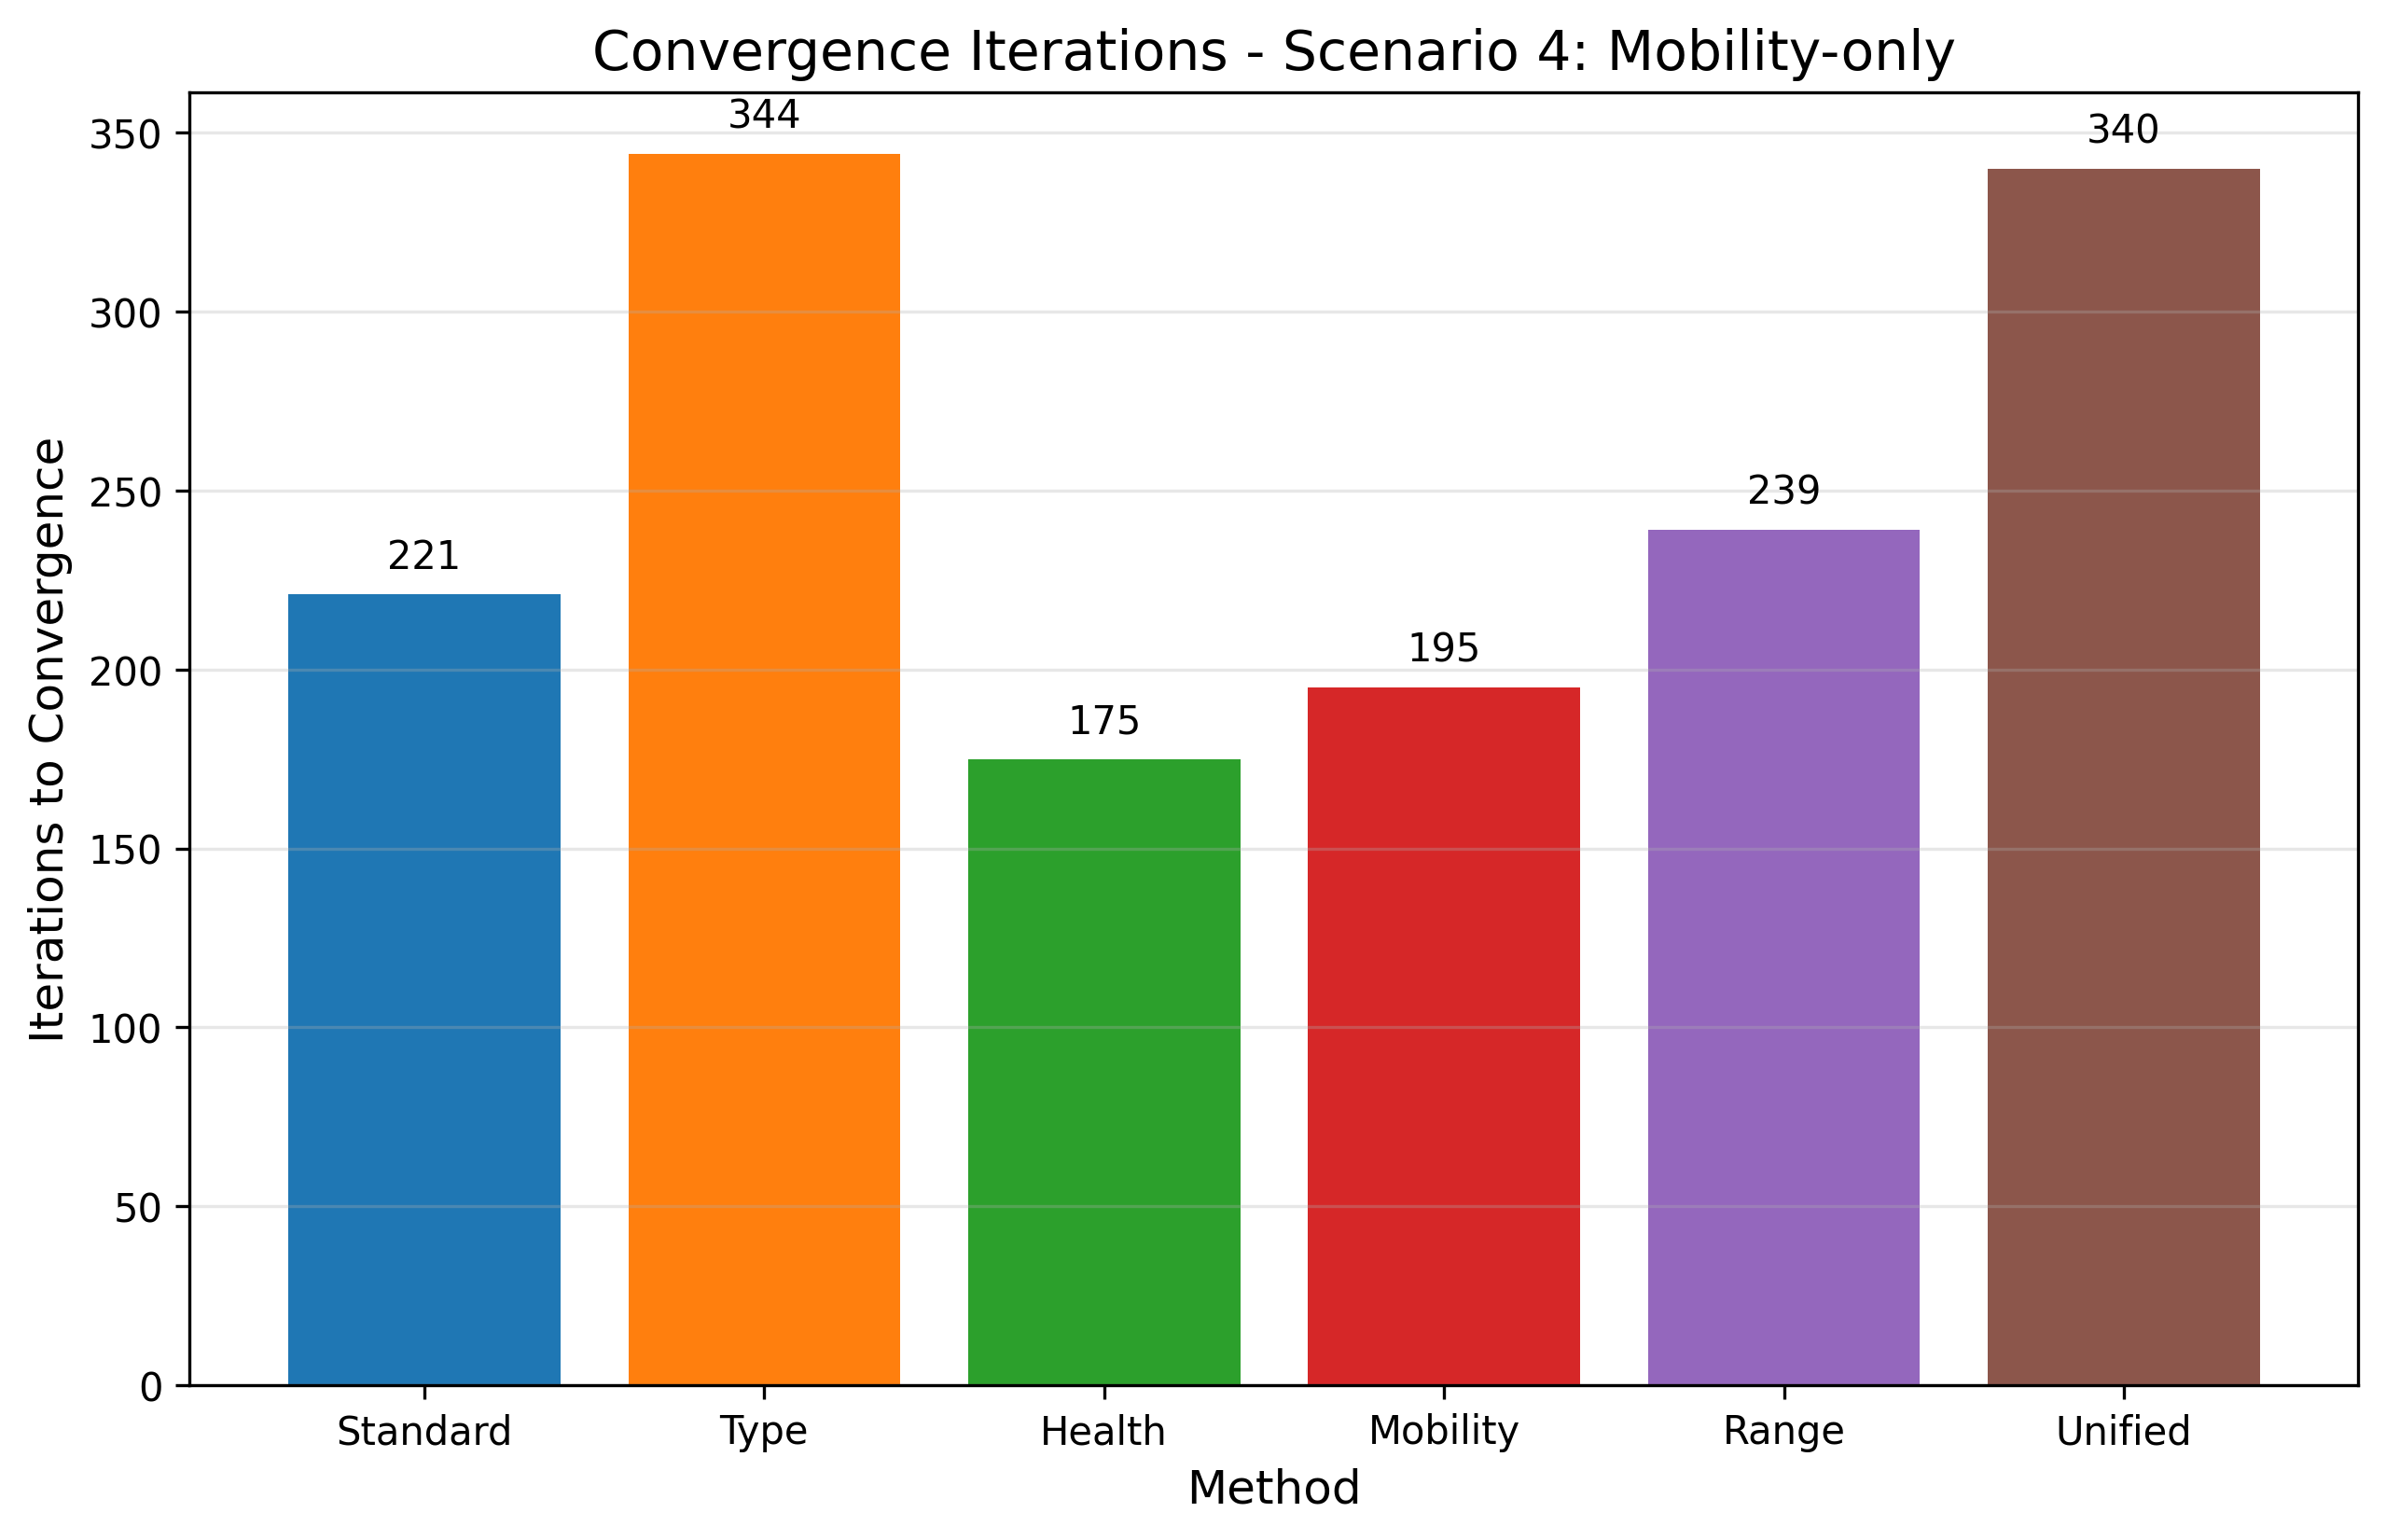 Convergence Iterations - Scenario 4: Mobility-only
Iterations to Convergence
350
300
250
200
150
100
50
0
221
344
175
195
239
340
Standard
Type
Health
Mobility
Range
Unified
Method